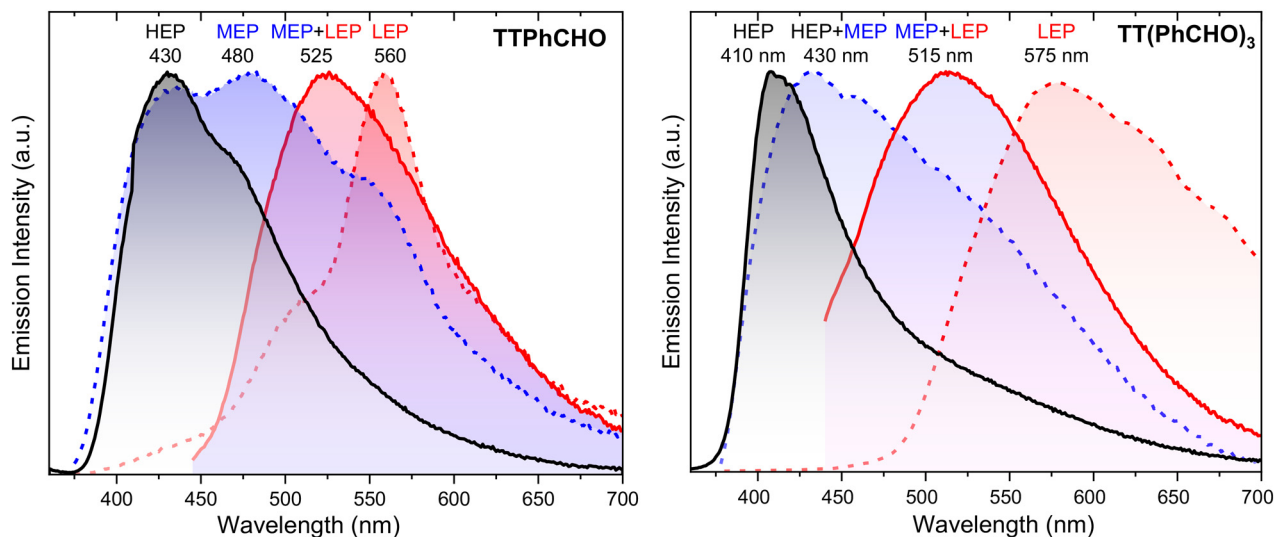 HEP MEP MEP+LEP LEP
430 480 525 560
TTPhCHO
Emission Intensity (a.u.)
400 450 500 550 600 650 700
Wavelength (nm)
HEP HEP+MEP MEP+LEP LEP
410 nm 430 nm 515 nm 575 nm
TT(PhCHO)₃
Emission Intensity (a.u.)
400 450 500 550 600 650 700
Wavelength (nm)